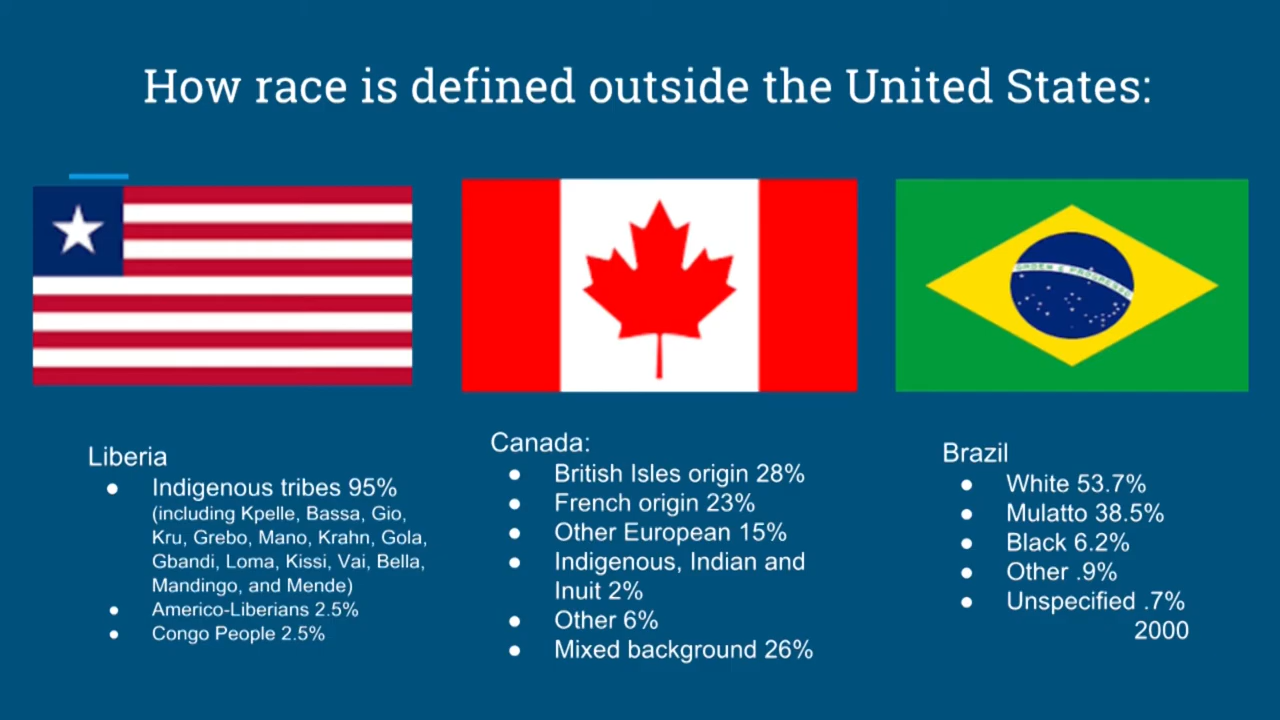 How race is defined outside the United States:
Liberia
● Indigenous tribes 95%
(including Kpelle, Bassa, Gio,
Kru, Grebo, Mano, Krahn, Gola,
Gbandi, Loma, Kissi, Vai, Bella,
Mandingo, and Mende)
● Americo-Liberians 2.5%
● Congo People 2.5%
Canada:
● British Isles origin 28%
● French origin 23%
● Other European 15%
● Indigenous, Indian and
Inuit 2%
● Other 6%
● Mixed background 26%
ORDEM E PROGRESSO
Brazil
● White 53.7%
● Mulatto 38.5%
● Black 6.2%
● Other .9%
● Unspecified .7%
2000